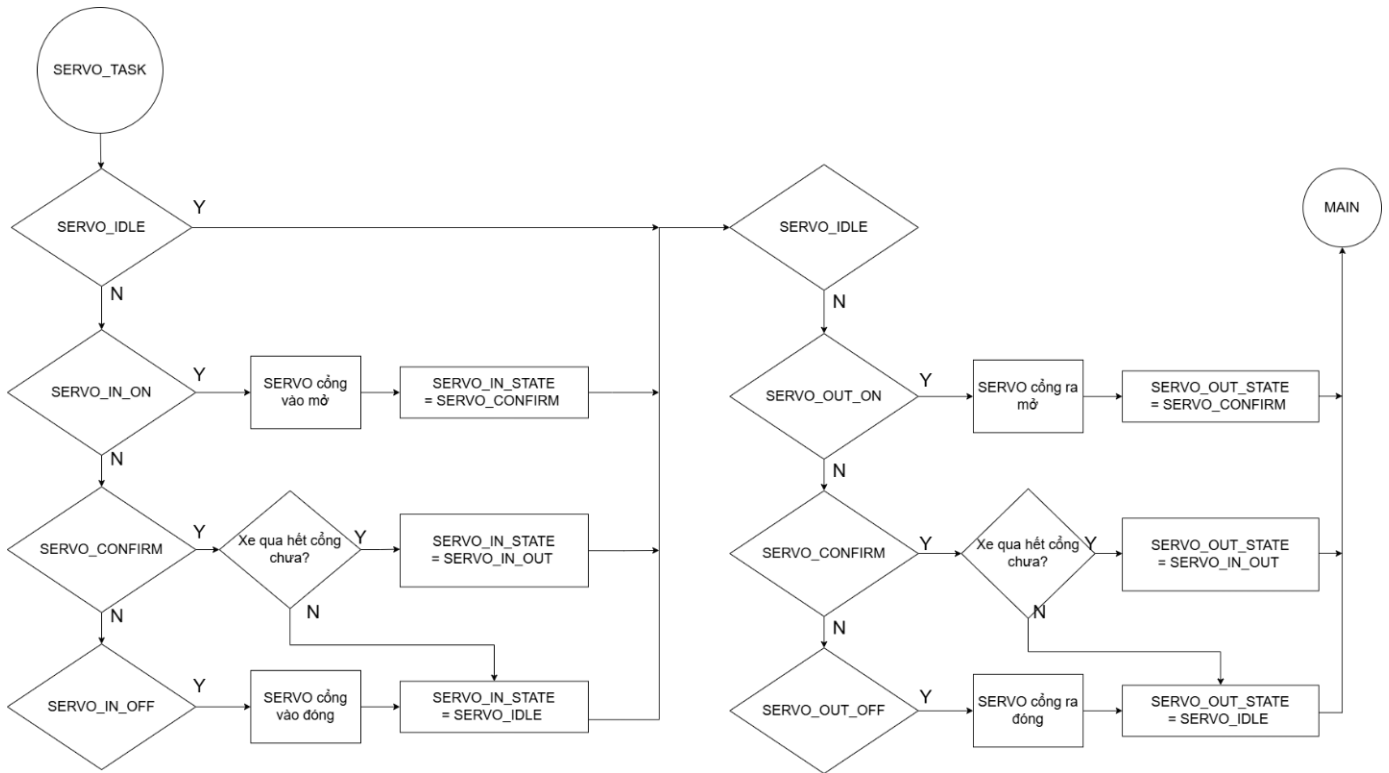 SERVO_TASK
SERVO_IDLE
Y
SERVO_IDLE
MAIN
N
N
SERVO_IN_ON
Y
SERVO cổng
vào mở
SERVO_IN_STATE
= SERVO_CONFIRM
SERVO_OUT_ON
Y
SERVO cổng ra
mở
SERVO_OUT_STATE
= SERVO_CONFIRM
N
N
SERVO_CONFIRM
Y
Xe qua hết cổng
chưa?
Y
SERVO_IN_STATE
= SERVO_IN_OUT
SERVO_CONFIRM
Y
Xe qua hết cổng
chưa?
Y
SERVO_OUT_STATE
= SERVO_IN_OUT
N
N
N
N
SERVO_IN_OFF
Y
SERVO cổng
vào đóng
SERVO_IN_STATE
= SERVO_IDLE
SERVO_OUT_OFF
Y
SERVO cổng ra
đóng
SERVO_OUT_STATE
= SERVO_IDLE